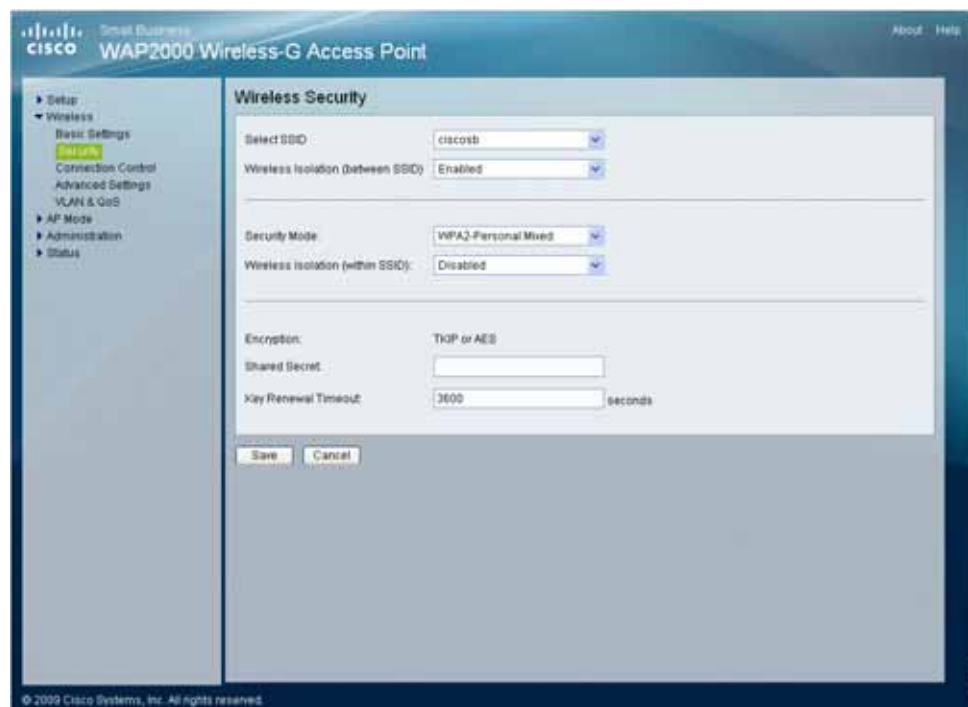 Small Business
About Help
CISCO
WAP2000 Wireless-G Access Point
Setup
Wireless
Basic Settings
Security
Connection Control
Advanced Settings
VLAN & QoS
AP Mode
Administration
Status
Wireless Security
Select SSID
ciscosb
Wireless Isolation (between SSID)
Enabled
Security Mode:
WPA2-Personal Mixed
Wireless Isolation (within SSID):
Disabled
Encryption:
TKIP or AES
Shared Secret:
Key Renewal Timeout:
3600
seconds
Save
Cancel
© 2009 Cisco Systems, Inc. All rights reserved.